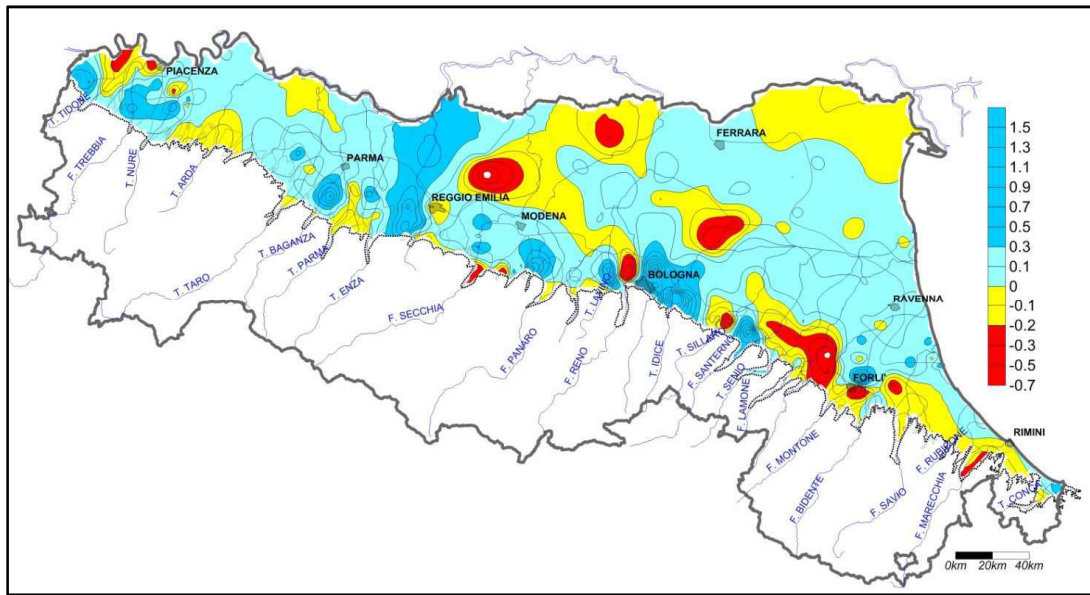 PIACENZA
T. TIDONE
F. TREBBIA
T. NURE
T. ARDA
PARMA
FERRARA
REGGIO EMILIA
MODENA
T. TARO
T. BAGANZA
T. PARMA
T. ENZA
F. SECCHIA
F. PANARO
F. RENO
BOLOGNA
T. IDICE
T. SILLARO
F. SANTERNO
T. SENIO
F. LAMONE
RAVENNA
FORLI'
F. MONTONE
F. BIDENTE
F. SAVIO
F. RUBICONE
F. MARECCHIA
RIMINI
T. CONCA
1.5
1.3
0.9
0.7
0.5
0.3
0.1
0
-0.1
-0.2
-0.3
-0.5
-0.7
0km 20km 40km